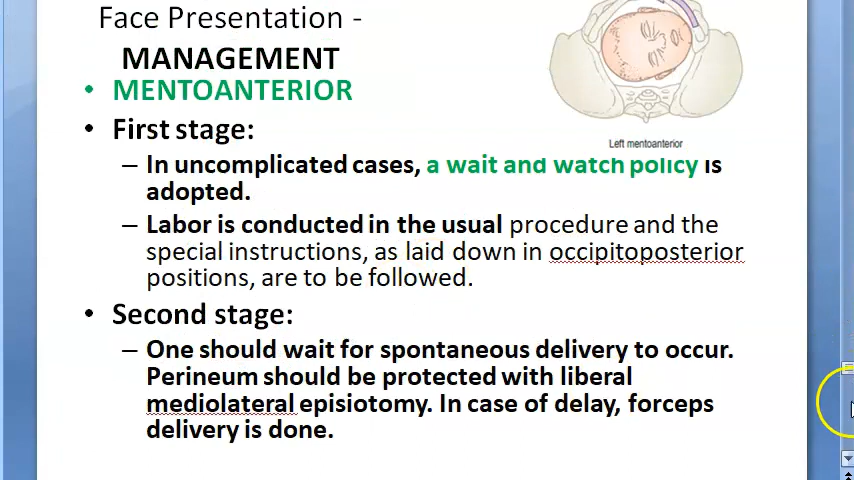 Face Presentation -
MANAGEMENT
• MENTOANTERIOR
Left mentoanterior
• First stage:
– In uncomplicated cases, a wait and watch policy is
adopted.
– Labor is conducted in the usual procedure and the
special instructions, as laid down in occipitoposterior
positions, are to be followed.
• Second stage:
– One should wait for spontaneous delivery to occur.
Perineum should be protected with liberal
mediolateral episiotomy. In case of delay, forceps
delivery is done.